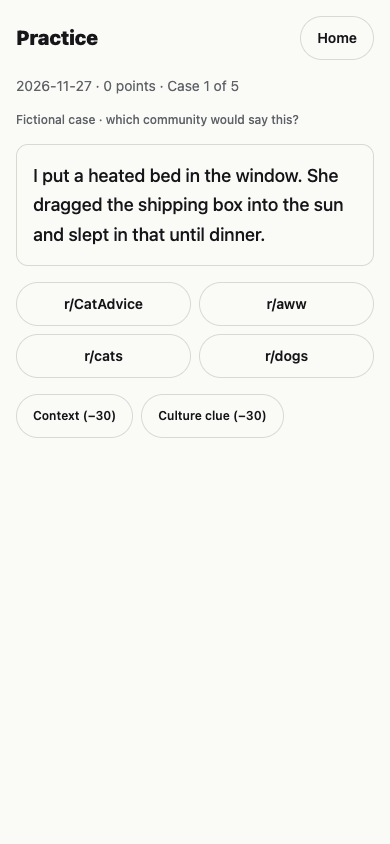 Practice
Home
2026-11-27 · 0 points · Case 1 of 5
Fictional case · which community would say this?
I put a heated bed in the window. She
dragged the shipping box into the sun
and slept in that until dinner.
r/CatAdvice
r/aww
r/cats
r/dogs
Context (−30)
Culture clue (−30)